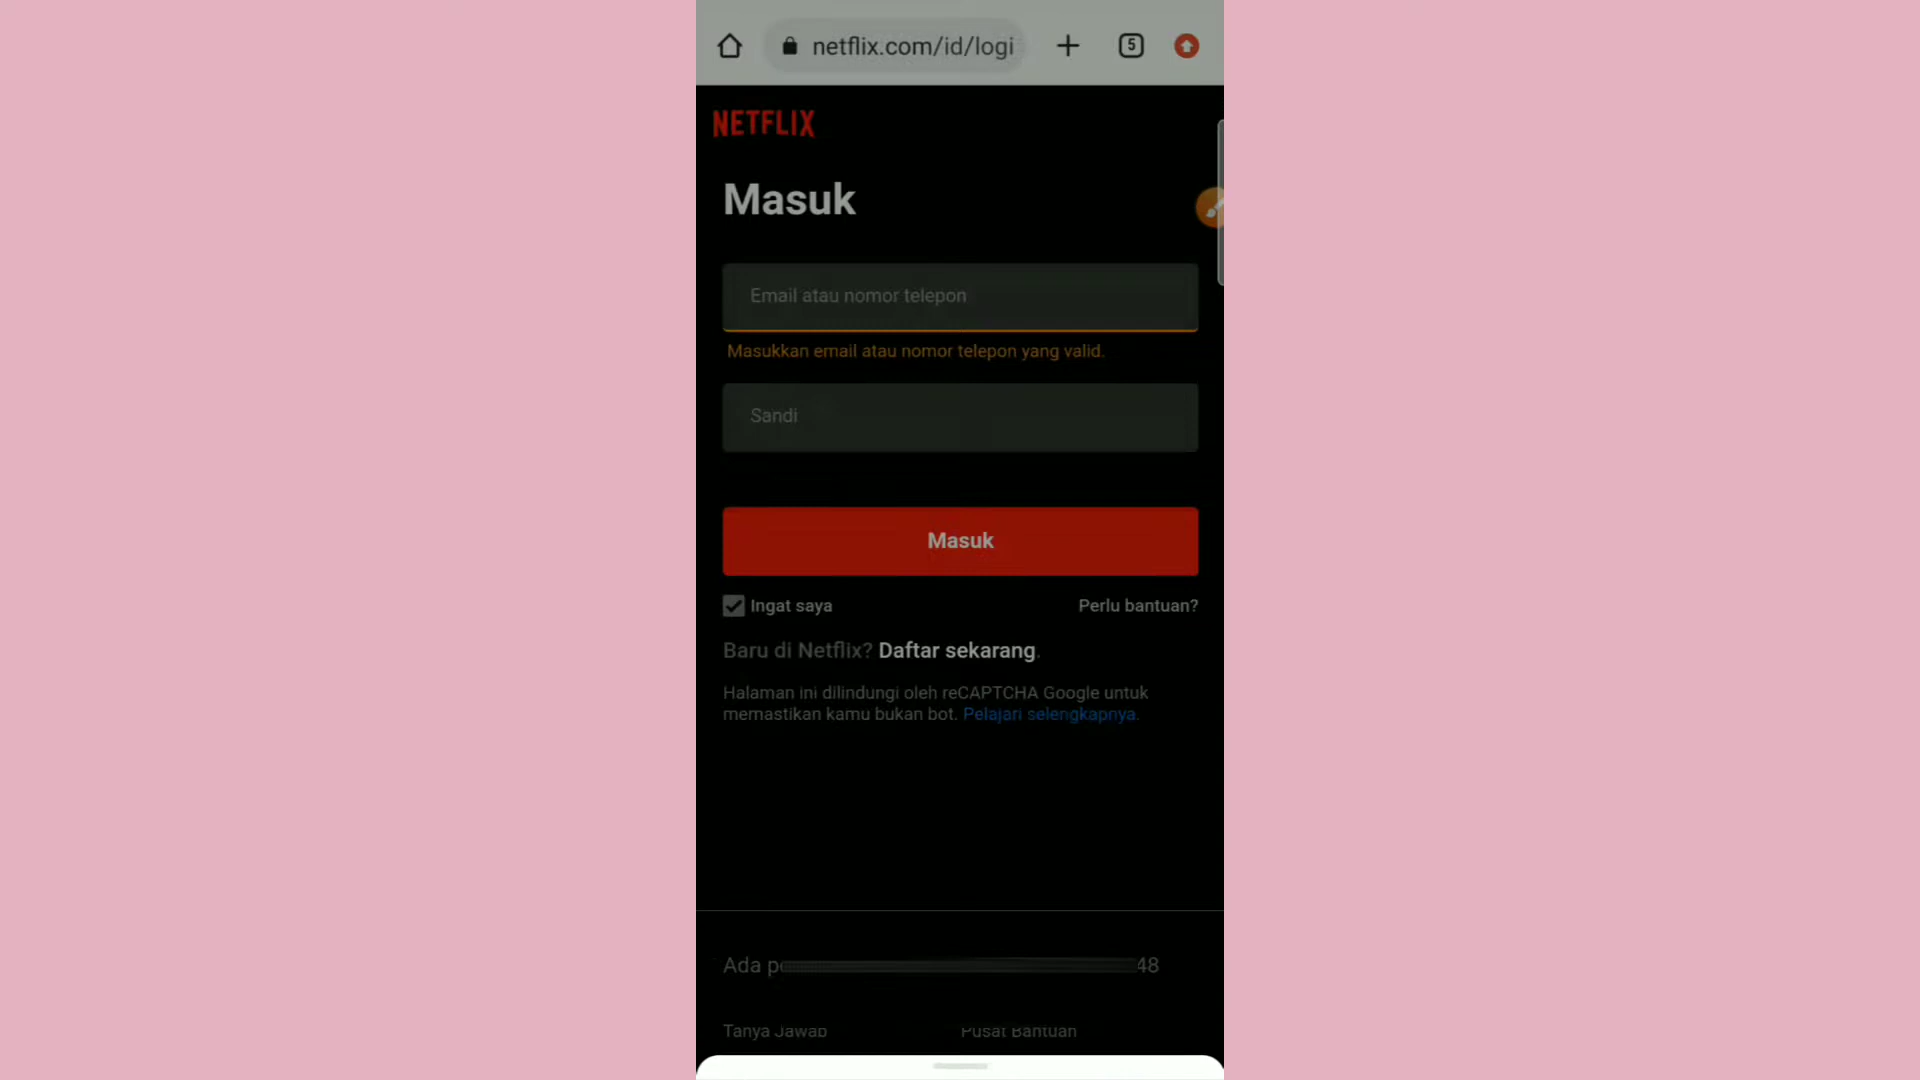 netflix.com/id/logi
5
NETFLIX
Masuk
Email atau nomor telepon
Masukkan email atau nomor telepon yang valid.
Sandi
Masuk
Ingat saya
Perlu bantuan?
Baru di Netflix? Daftar sekarang.
Halaman ini dilindungi oleh reCAPTCHA Google untuk
memastikan kamu bukan bot. Pelajari selengkapnya.
Ada 48
Tanya Jawab
Pusat Bantuan